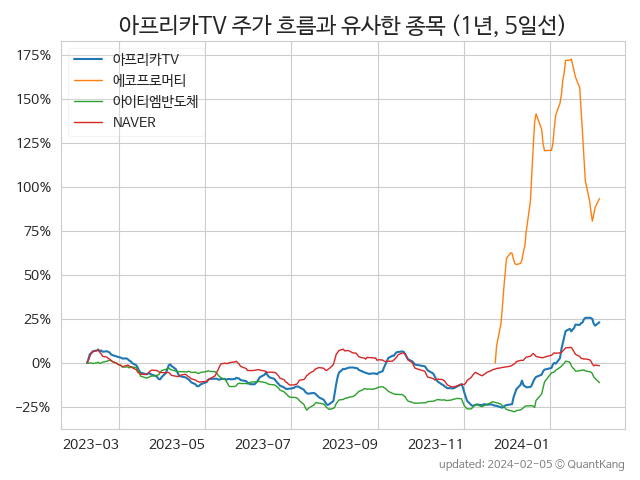 아프리카TV 주가 흐름과 유사한 종목 (1년, 5일선)
175%
150%
125%
100%
75%
50%
25%
0%
−25%
아프리카TV
에코프로머티
아이티엠반도체
NAVER
2023-03 2023-05 2023-07 2023-09 2023-11 2024-01
updated: 2024-02-05 © QuantKang